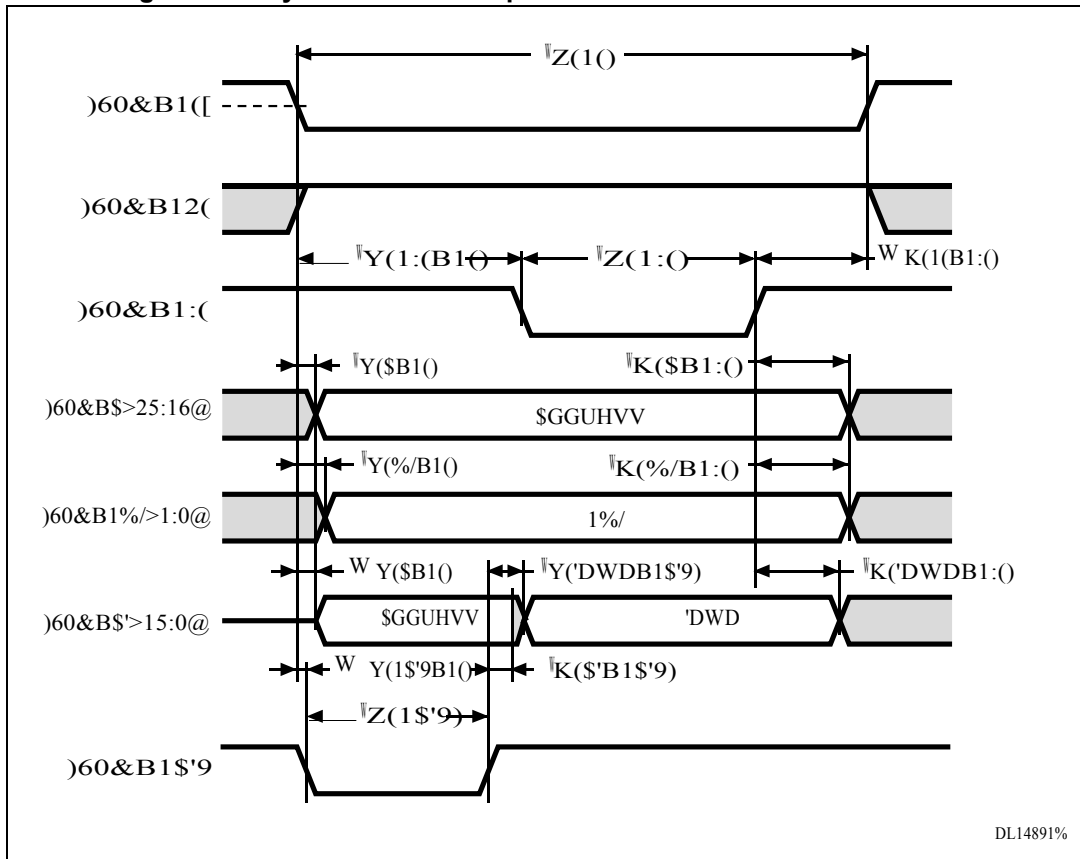 Z(1()
)60&B1([
)60&B12(
Y(1:(B1()
Z(1:()
W K(1(B1:()
)60&B1:(
Y($B1()
K($B1:()
)60&B$>25:16@
$GGUHVV
Y(%/B1()
K(%/B1:()
)60&B1%/>1:0@
1%/
W Y($B1()
Y('DWDB1$'9)
K('DWDB1:()
)60&B$'>15:0@
$GGUHVV
'DWD
W Y(1$'9B1()
K($'B1$'9)
Z(1$'9)
)60&B1$'9
DL14891%